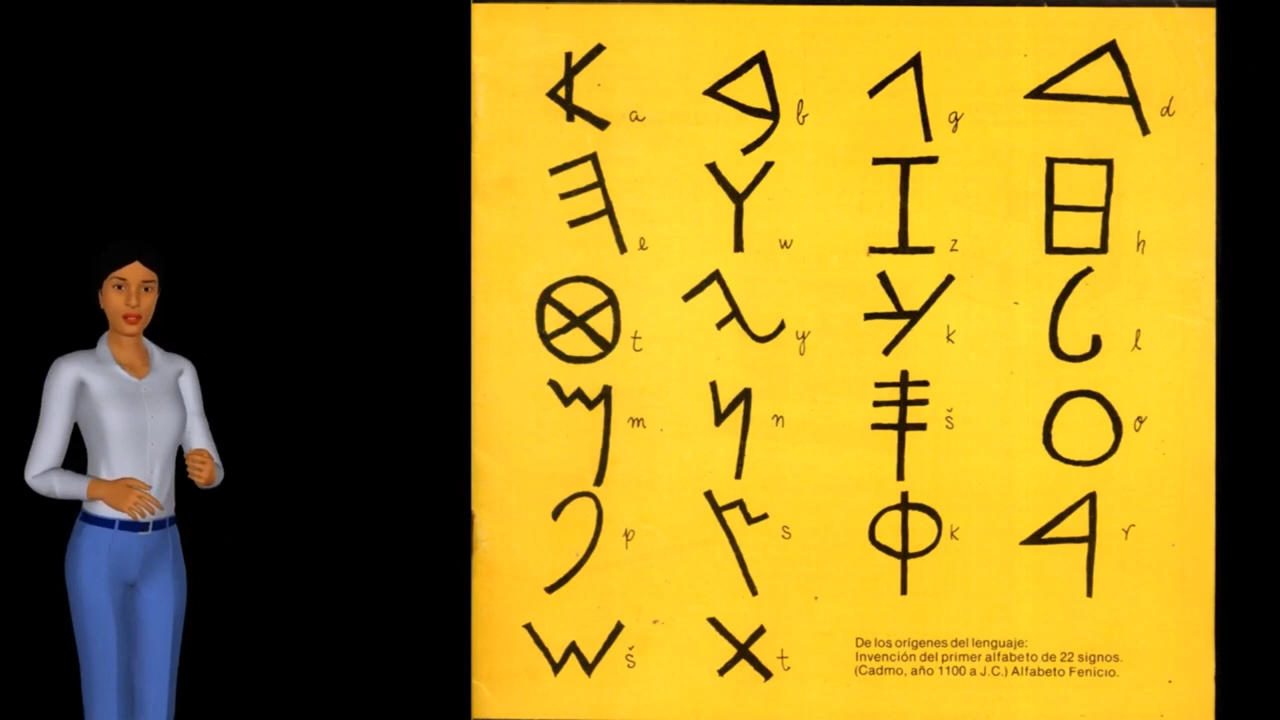 𐤀 a 𐤁 b 𐤂 g 𐤃 d
𐤄 e 𐤅 w 𐤆 z 𐤇 h
𐤈 t 𐤉 y 𐤊 k 𐤋 l
𐤌 m 𐤍 n 𐤎 š 𐤏 o
𐤐 p 𐤑 s 𐤒 k 𐤓 r
𐤔 š 𐤕 t
De los orígenes del lenguaje:
Invención del primer alfabeto de 22 signos.
(Cadmo, año 1100 a J.C.) Alfabeto Fenicio.